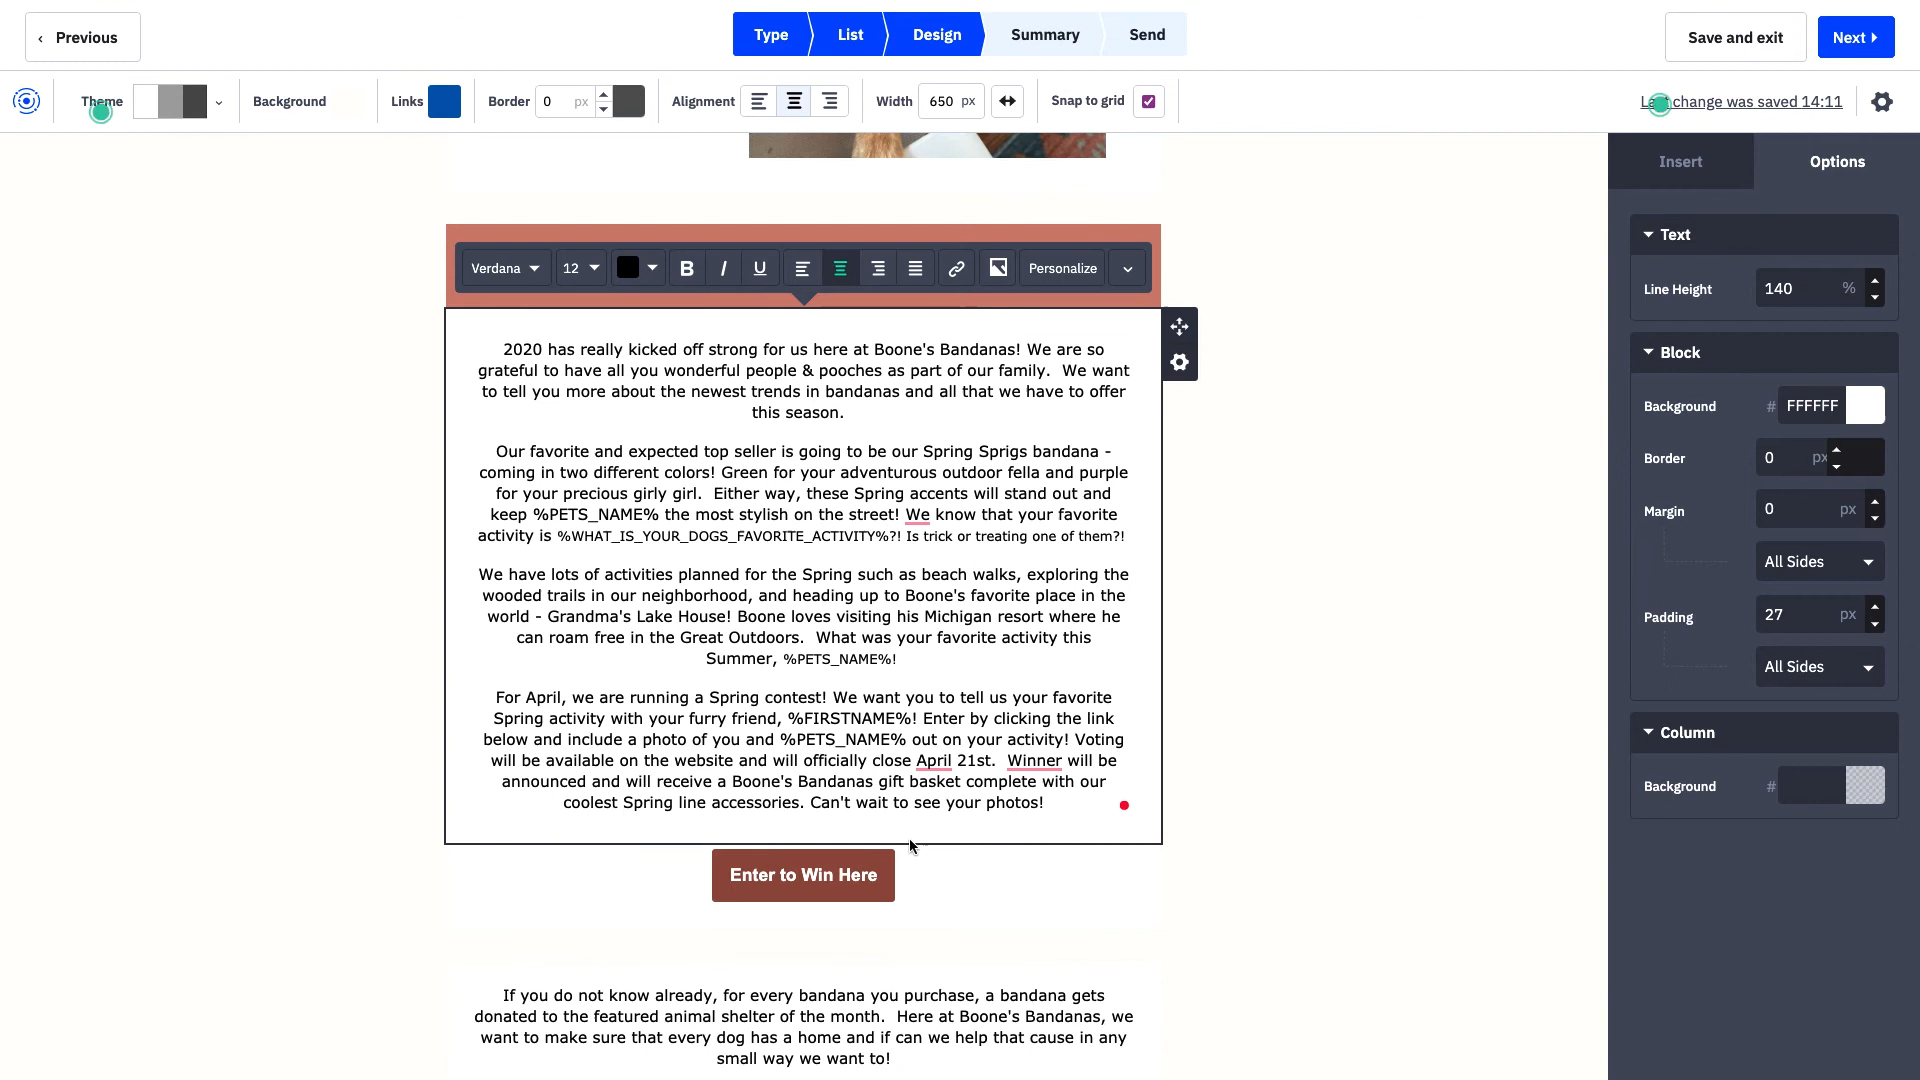 ‹ Previous
Type
List
Design
Summary
Send
Save and exit
Next
Theme
Background
Links
Border 0 px
Alignment
Width 650 px
Snap to grid
change was saved 14:11
Insert
Options
Verdana
12
B
I
U
Personalize
2020 has really kicked off strong for us here at Boone's Bandanas! We are so
grateful to have all you wonderful people & pooches as part of our family. We want
to tell you more about the newest trends in bandanas and all that we have to offer
this season.
Our favorite and expected top seller is going to be our Spring Sprigs bandana -
coming in two different colors! Green for your adventurous outdoor fella and purple
for your precious girly girl. Either way, these Spring accents will stand out and
keep %PETS_NAME% the most stylish on the street! We know that your favorite
activity is %WHAT_IS_YOUR_DOGS_FAVORITE_ACTIVITY%?! Is trick or treating one of them?!
We have lots of activities planned for the Spring such as beach walks, exploring the
wooded trails in our neighborhood, and heading up to Boone's favorite place in the
world - Grandma's Lake House! Boone loves visiting his Michigan resort where he
can roam free in the Great Outdoors. What was your favorite activity this
Summer, %PETS_NAME%!
For April, we are running a Spring contest! We want you to tell us your favorite
Spring activity with your furry friend, %FIRSTNAME%! Enter by clicking the link
below and include a photo of you and %PETS_NAME% out on your activity! Voting
will be available on the website and will officially close April 21st. Winner will be
announced and will receive a Boone's Bandanas gift basket complete with our
coolest Spring line accessories. Can't wait to see your photos!
Enter to Win Here
If you do not know already, for every bandana you purchase, a bandana gets
donated to the featured animal shelter of the month. Here at Boone's Bandanas, we
want to make sure that every dog has a home and if can we help that cause in any
small way we want to!
Text
Line Height 140 %
Block
Background # FFFFFF
Border 0 px
Margin 0 px
All Sides
Padding 27 px
All Sides
Column
Background #